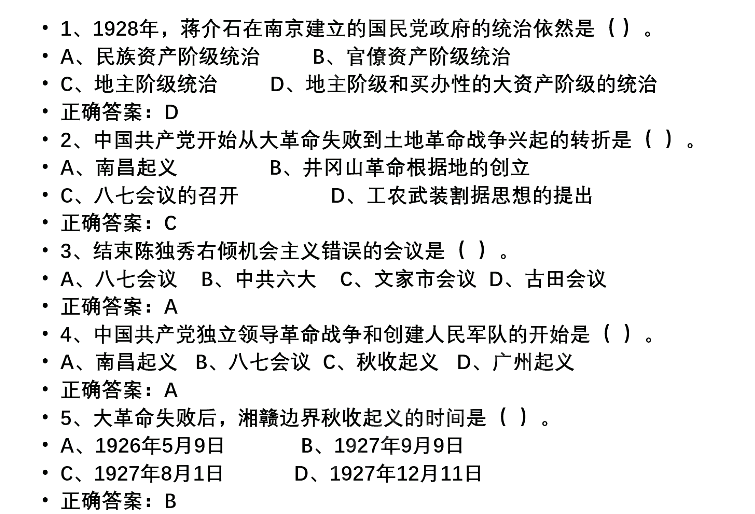 • 1、1928年，蒋介石在南京建立的国民党政府的统治依然是（ ）。
• A、民族资产阶级统治 B、官僚资产阶级统治
• C、地主阶级统治 D、地主阶级和买办性的大资产阶级的统治
• 正确答案：D
• 2、中国共产党开始从大革命失败到土地革命战争兴起的转折是（ ）。
• A、南昌起义 B、井冈山革命根据地的创立
• C、八七会议的召开 D、工农武装割据思想的提出
• 正确答案：C
• 3、结束陈独秀右倾机会主义错误的会议是（ ）。
• A、八七会议 B、中共六大 C、文家市会议 D、古田会议
• 正确答案：A
• 4、中国共产党独立领导革命战争和创建人民军队的开始是（ ）。
• A、南昌起义 B、八七会议 C、秋收起义 D、广州起义
• 正确答案：A
• 5、大革命失败后，湘赣边界秋收起义的时间是（ ）。
• A、1926年5月9日 B、1927年9月9日
• C、1927年8月1日 D、1927年12月11日
• 正确答案：B